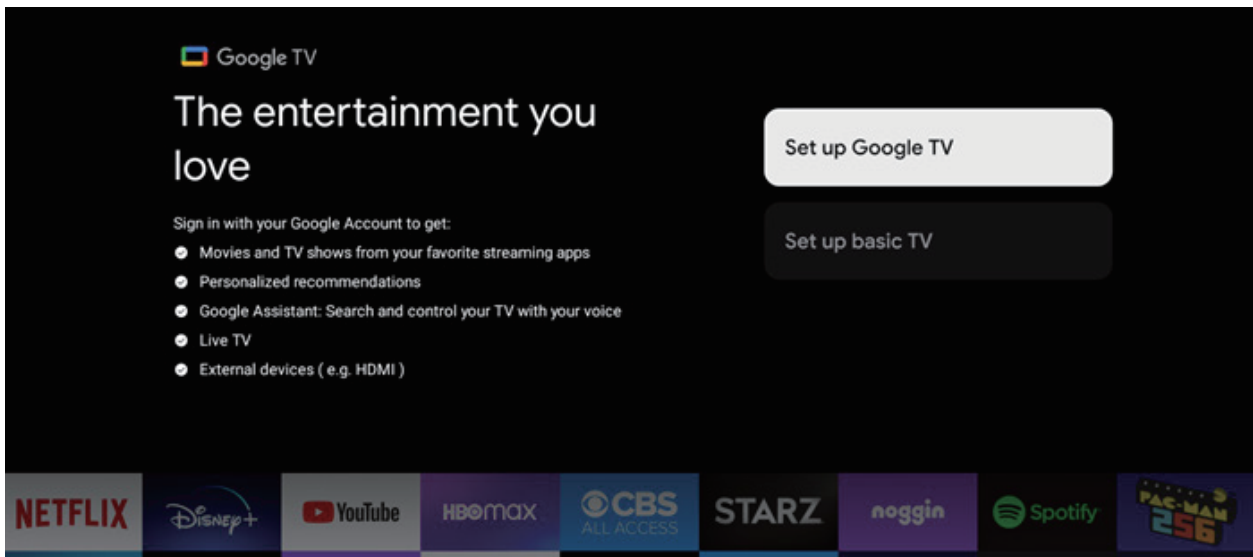 Google TV
The entertainment you
love
Sign in with your Google Account to get:
Movies and TV shows from your favorite streaming apps
Personalized recommendations
Google Assistant: Search and control your TV with your voice
Live TV
External devices ( e.g. HDMI )
Set up Google TV
Set up basic TV
NETFLIX
Disney+
YouTube
HBOmax
CBS
ALL ACCESS
STARZ
noggin
Spotify
PAC-MAN
256